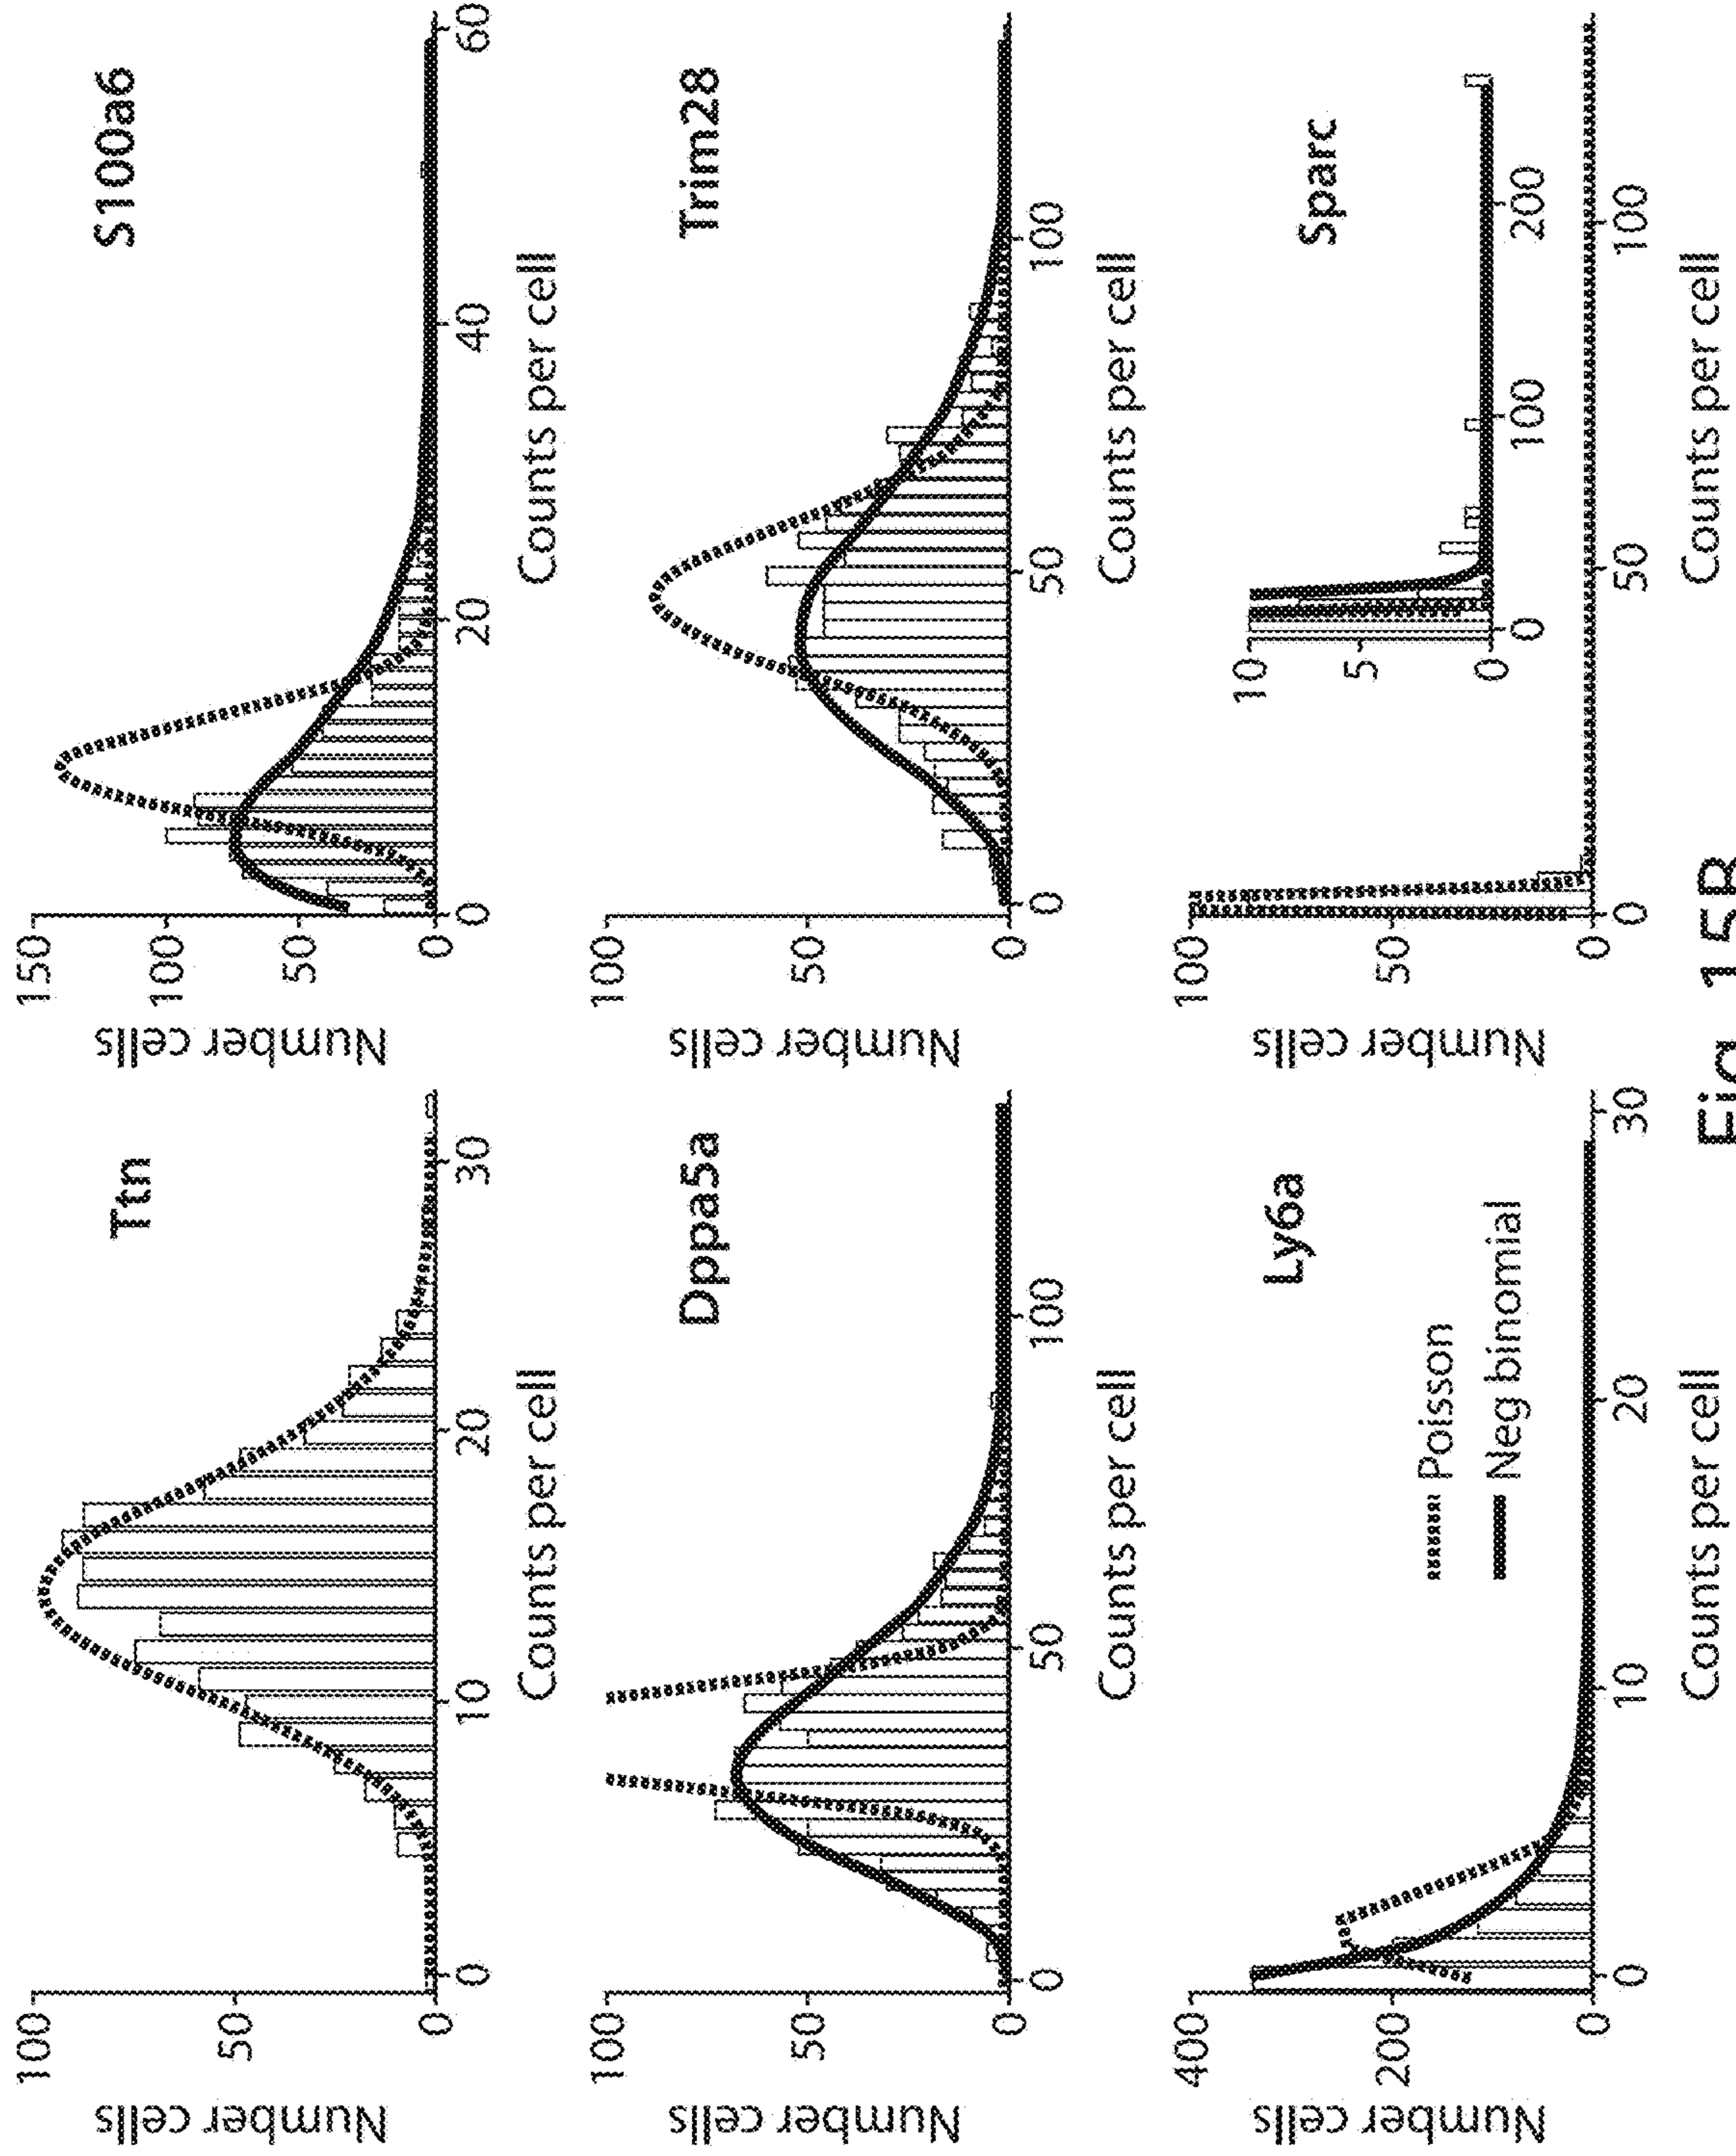 Ttn
100
50
0
Number cells
0 10 20 30
Counts per cell
S100a6
150
100
50
0
Number cells
0 20 40 60
Counts per cell
Dppa5a
100
50
0
Number cells
0 50 100
Counts per cell
Trim28
100
50
0
Number cells
0 50 100
Counts per cell
Ly6a
400
200
0
Number cells
Poisson
Neg binomial
0 10 20 30
Counts per cell
Sparc
100
50
0
Number cells
10
5
0
0 100 200
0 50 100
Counts per cell
Fig. 15B